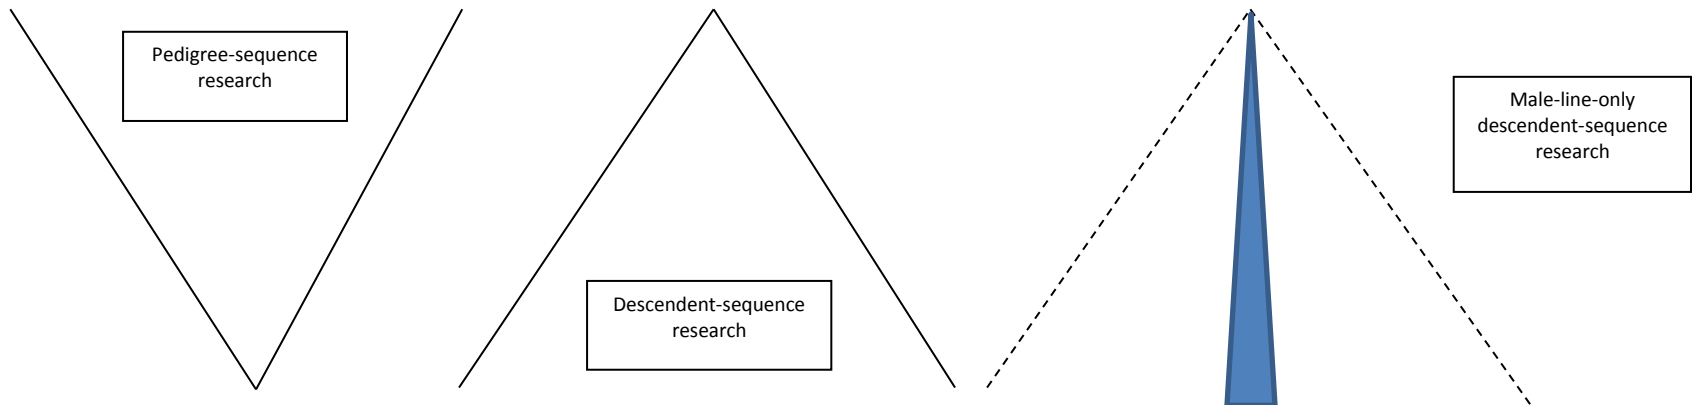 Pedigree-sequence
research
Descendent-sequence
research
Male-line-only
descendent-sequence
research